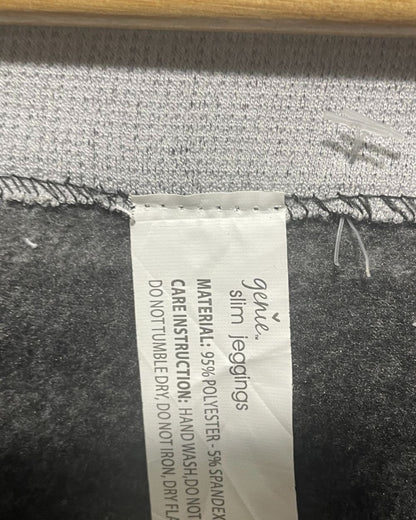 genie
slim jeggings
MATERIAL: 95% POLYESTER - 5% SPANDEX
CARE INSTRUCTION: HAND WASH, DO NOT
DO NOT TUMBLE DRY, DO NOT IRON, DRY FLA